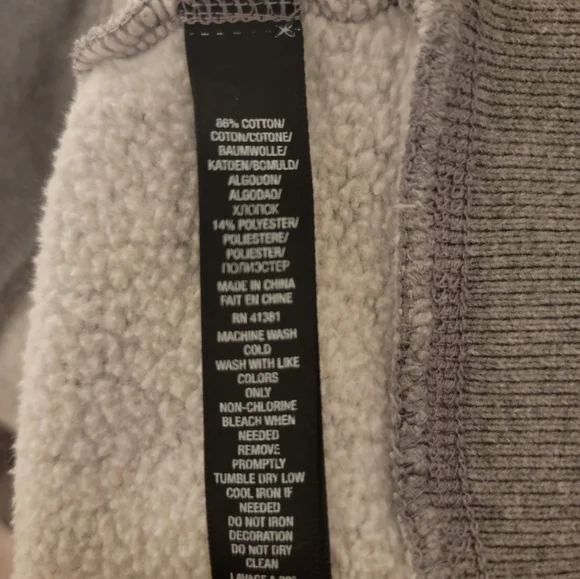 86% COTTON/
COTON/COTONE/
BAUMWOLLE/
KATOEN/BOMULD/
ALGODON/
ALGODAO/
ХЛОПОК
14% POLYESTER/
POLIESTERE/
POLIESTER/
ПОЛИЭСТЕР
MADE IN CHINA
FAIT EN CHINE
RN 41381
MACHINE WASH
COLD
WASH WITH LIKE
COLORS
ONLY
NON-CHLORINE
BLEACH WHEN
NEEDED
REMOVE
PROMPTLY
TUMBLE DRY LOW
COOL IRON IF
NEEDED
DO NOT IRON
DECORATION
DO NOT DRY
CLEAN
LAVAGE A